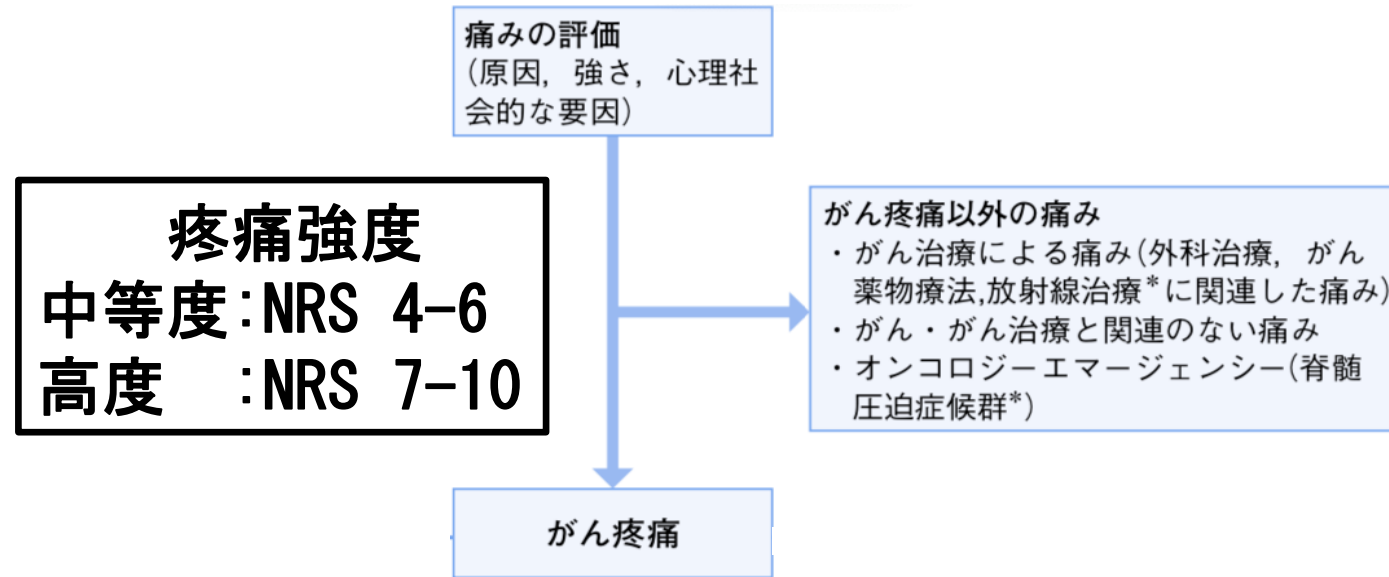 痛みの評価
(原因，強さ，心理社
会的な要因)
疼痛強度
中等度:NRS 4-6
高度　:NRS 7-10
がん疼痛以外の痛み
・がん治療による痛み(外科治療，がん
薬物療法,放射線治療*に関連した痛み)
・がん・がん治療と関連のない痛み
・オンコロジーエマージェンシー(脊髄
圧迫症候群*)
がん疼痛